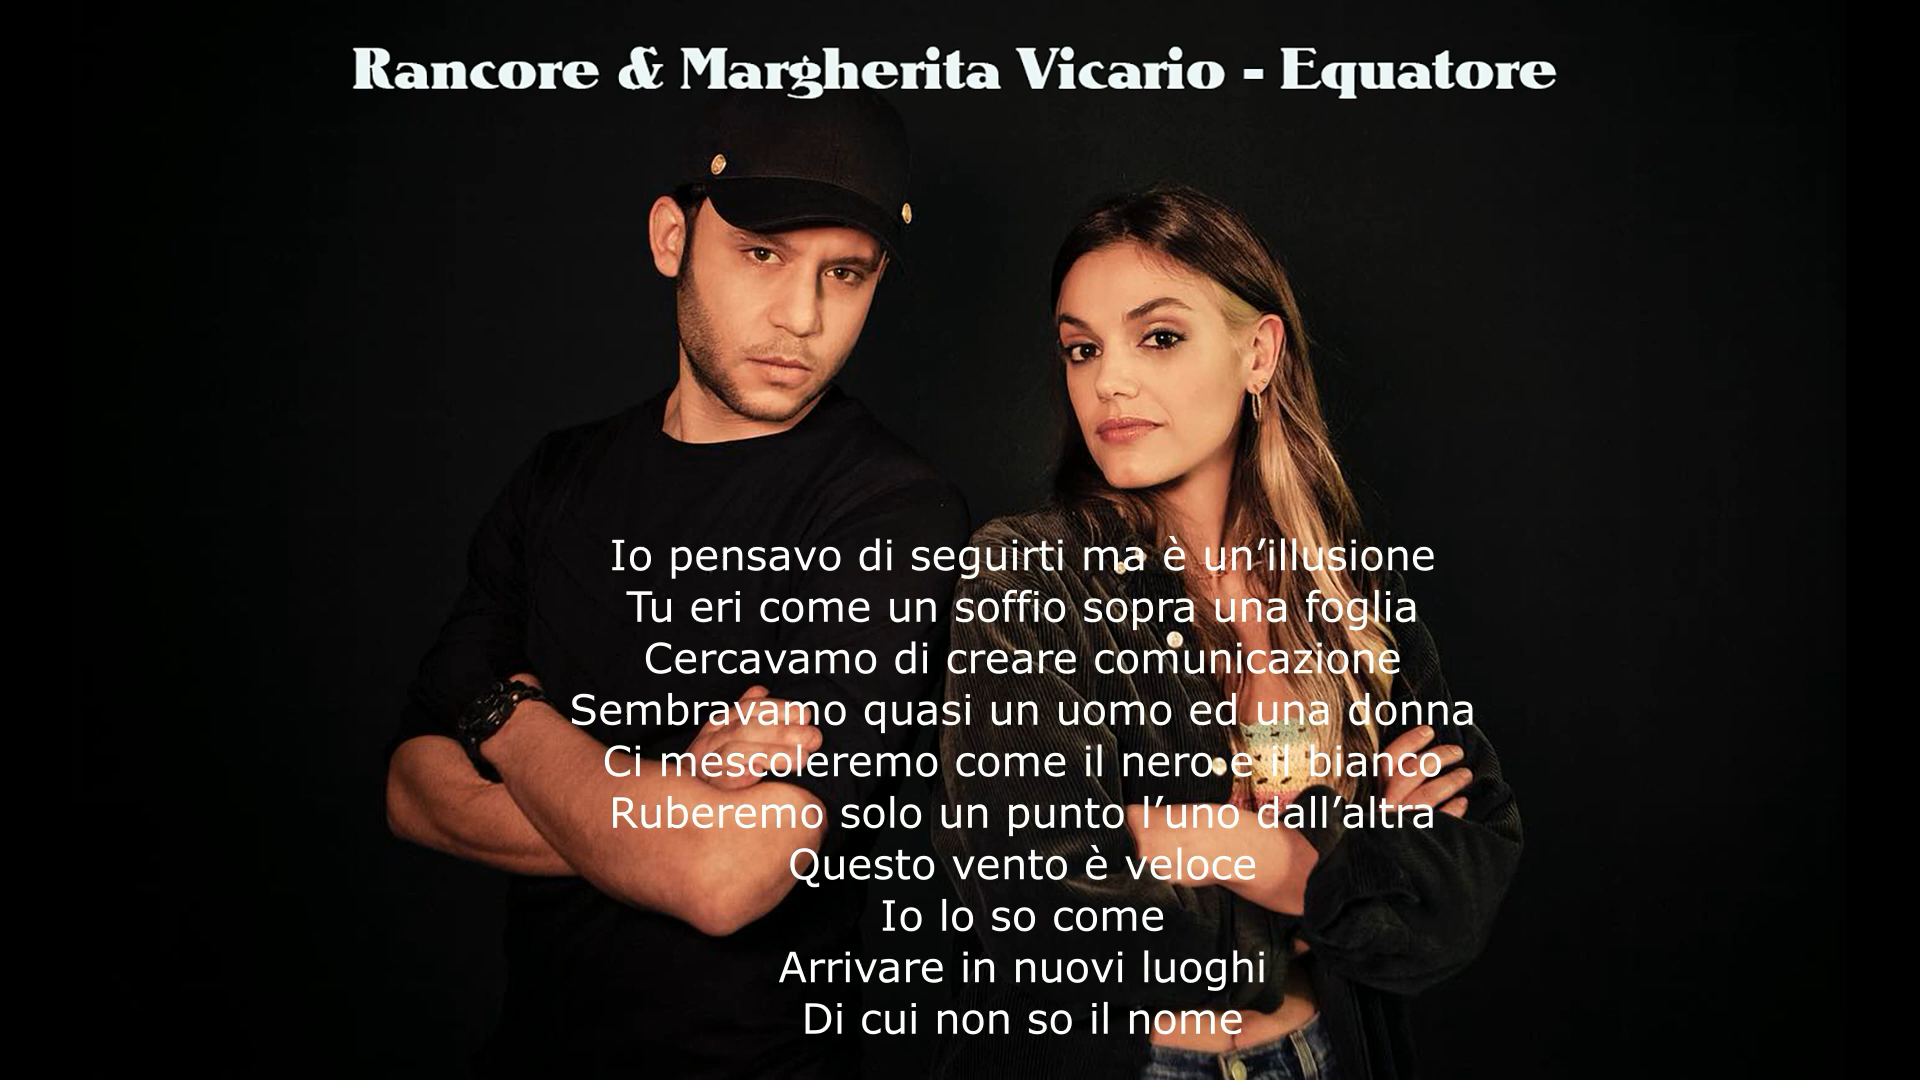 Rancore & Margherita Vicario - Equatore
Io pensavo di seguirti ma è un’illusione
Tu eri come un soffio sopra una foglia
Cercavamo di creare comunicazione
Sembravamo quasi un uomo ed una donna
Ci mescoleremo come il nero e il bianco
Ruberemo solo un punto l’uno dall’altra
Questo vento è veloce
Io lo so come
Arrivare in nuovi luoghi
Di cui non so il nome